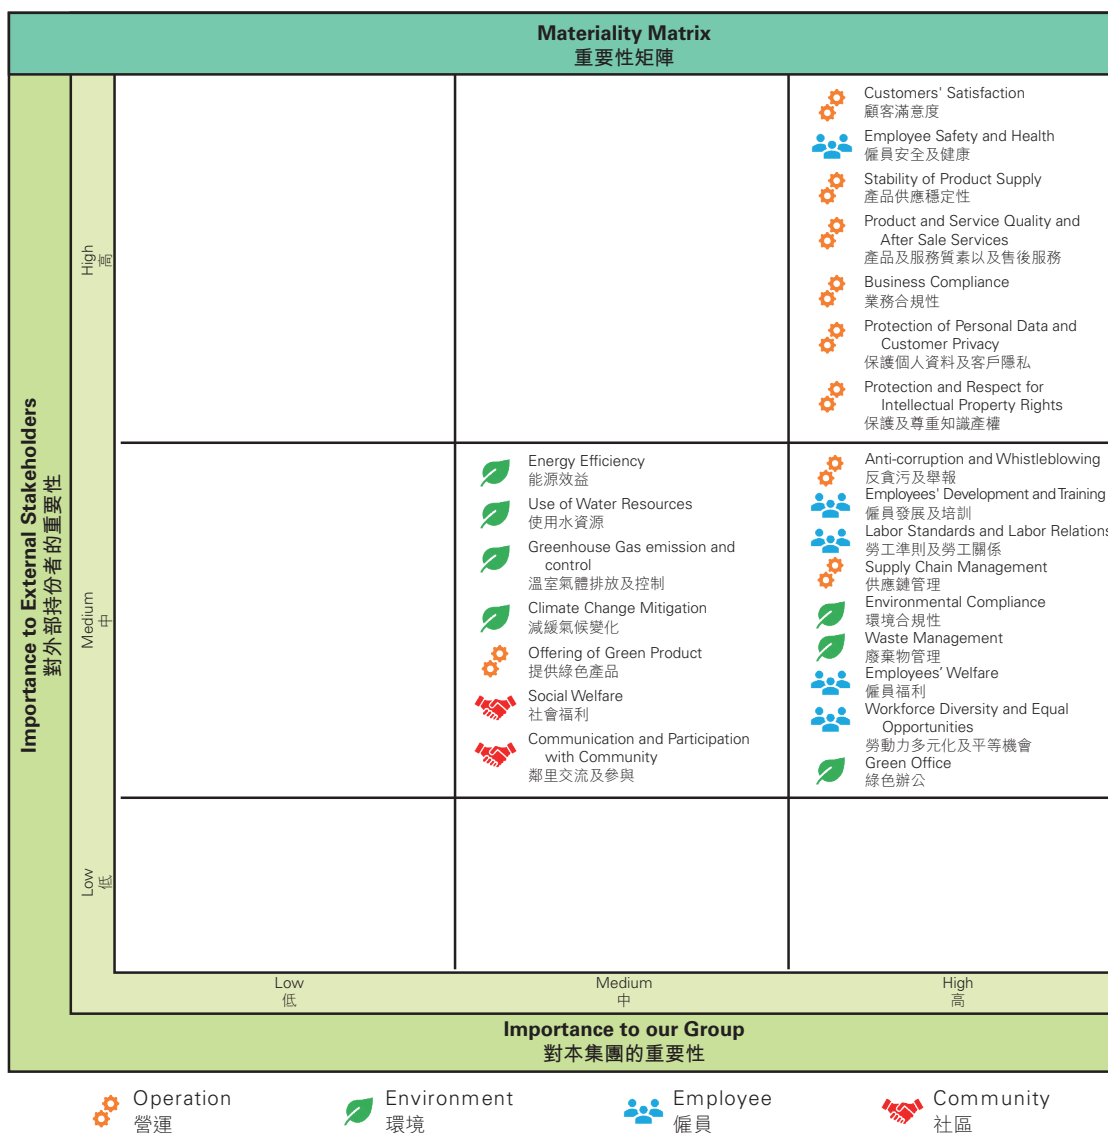 Materiality Matrix
重要性矩陣
Importance to External Stakeholders
對外部持份者的重要性
High
高
Customers' Satisfaction
顧客滿意度
Employee Safety and Health
僱員安全及健康
Stability of Product Supply
產品供應穩定性
Product and Service Quality and
After Sale Services
產品及服務質素以及售後服務
Business Compliance
業務合規性
Protection of Personal Data and
Customer Privacy
保護個人資料及客戶隱私
Protection and Respect for
Intellectual Property Rights
保護及尊重知識產權
Medium
中
Energy Efficiency
能源效益
Use of Water Resources
使用水資源
Greenhouse Gas emission and
control
溫室氣體排放及控制
Climate Change Mitigation
減緩氣候變化
Offering of Green Product
提供綠色產品
Social Welfare
社會福利
Communication and Participation
with Community
鄰里交流及參與
Anti-corruption and Whistleblowing
反貪污及舉報
Employees' Development and Training
僱員發展及培訓
Labor Standards and Labor Relations
勞工準則及勞工關係
Supply Chain Management
供應鏈管理
Environmental Compliance
環境合規性
Waste Management
廢棄物管理
Employees' Welfare
僱員福利
Workforce Diversity and Equal
Opportunities
勞動力多元化及平等機會
Green Office
綠色辦公
Low
低
Low
低
Medium
中
High
高
Importance to our Group
對本集團的重要性
Operation
營運
Environment
環境
Employee
僱員
Community
社區